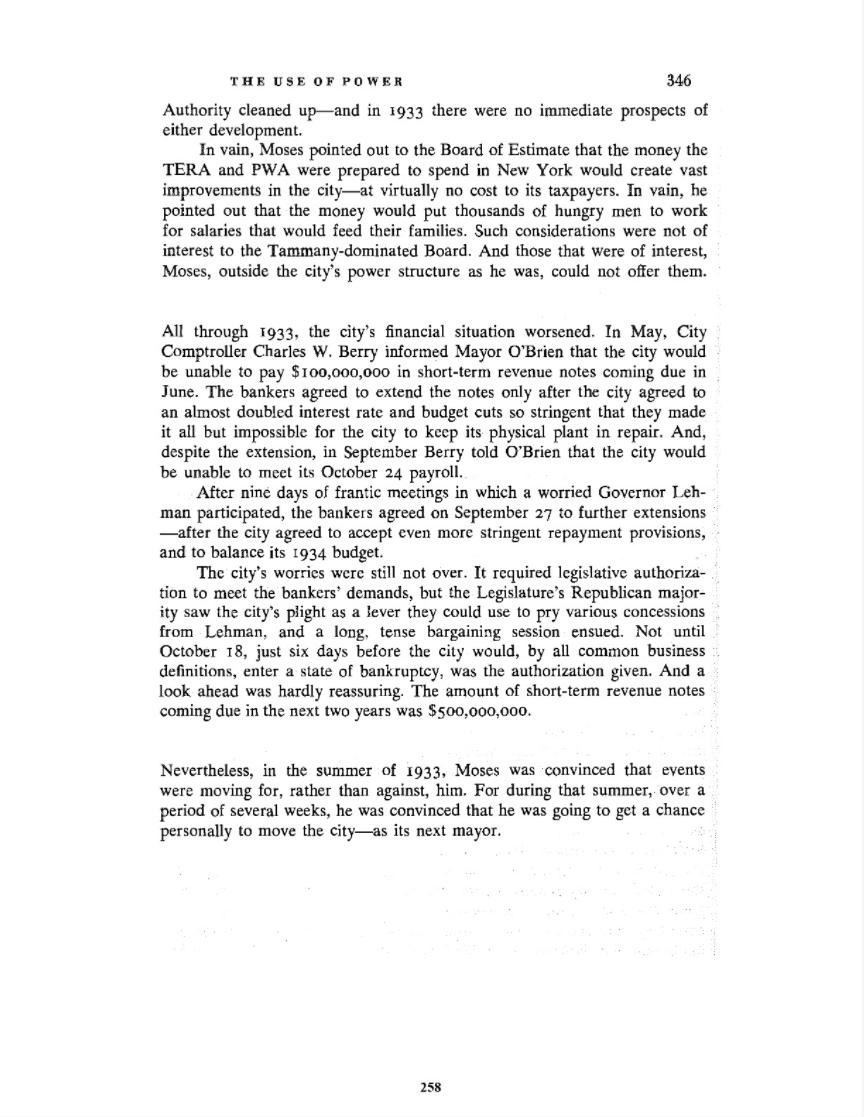 THE USE OF POWER 346
Authority cleaned up—and in 1933 there were no immediate prospects of
either development.
In vain, Moses pointed out to the Board of Estimate that the money the
TERA and PWA were prepared to spend in New York would create vast
improvements in the city—at virtually no cost to its taxpayers. In vain, he
pointed out that the money would put thousands of hungry men to work
for salaries that would feed their families. Such considerations were not of
interest to the Tammany-dominated Board. And those that were of interest,
Moses, outside the city's power structure as he was, could not offer them.
All through 1933, the city's financial situation worsened. In May, City
Comptroller Charles W. Berry informed Mayor O'Brien that the city would
be unable to pay $100,000,000 in short-term revenue notes coming due in
June. The bankers agreed to extend the notes only after the city agreed to
an almost doubled interest rate and budget cuts so stringent that they made
it all but impossible for the city to keep its physical plant in repair. And,
despite the extension, in September Berry told O'Brien that the city would
be unable to meet its October 24 payroll.
After nine days of frantic meetings in which a worried Governor Leh-
man participated, the bankers agreed on September 27 to further extensions
—after the city agreed to accept even more stringent repayment provisions,
and to balance its 1934 budget.
The city's worries were still not over. It required legislative authoriza-
tion to meet the bankers' demands, but the Legislature's Republican major-
ity saw the city's plight as a lever they could use to pry various concessions
from Lehman, and a long, tense bargaining session ensued. Not until
October 18, just six days before the city would, by all common business
definitions, enter a state of bankruptcy, was the authorization given. And a
look ahead was hardly reassuring. The amount of short-term revenue notes
coming due in the next two years was $500,000,000.
Nevertheless, in the summer of 1933, Moses was convinced that events
were moving for, rather than against, him. For during that summer, over a
period of several weeks, he was convinced that he was going to get a chance
personally to move the city—as its next mayor.
258